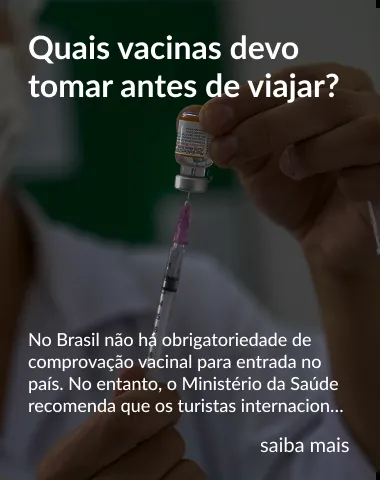 Quais vacinas devo
tomar antes de viajar?
No Brasil não há obrigatoriedade de
comprovação vacinal para entrada no
país. No entanto, o Ministério da Saúde
recomenda que os turistas internacion...
saiba mais